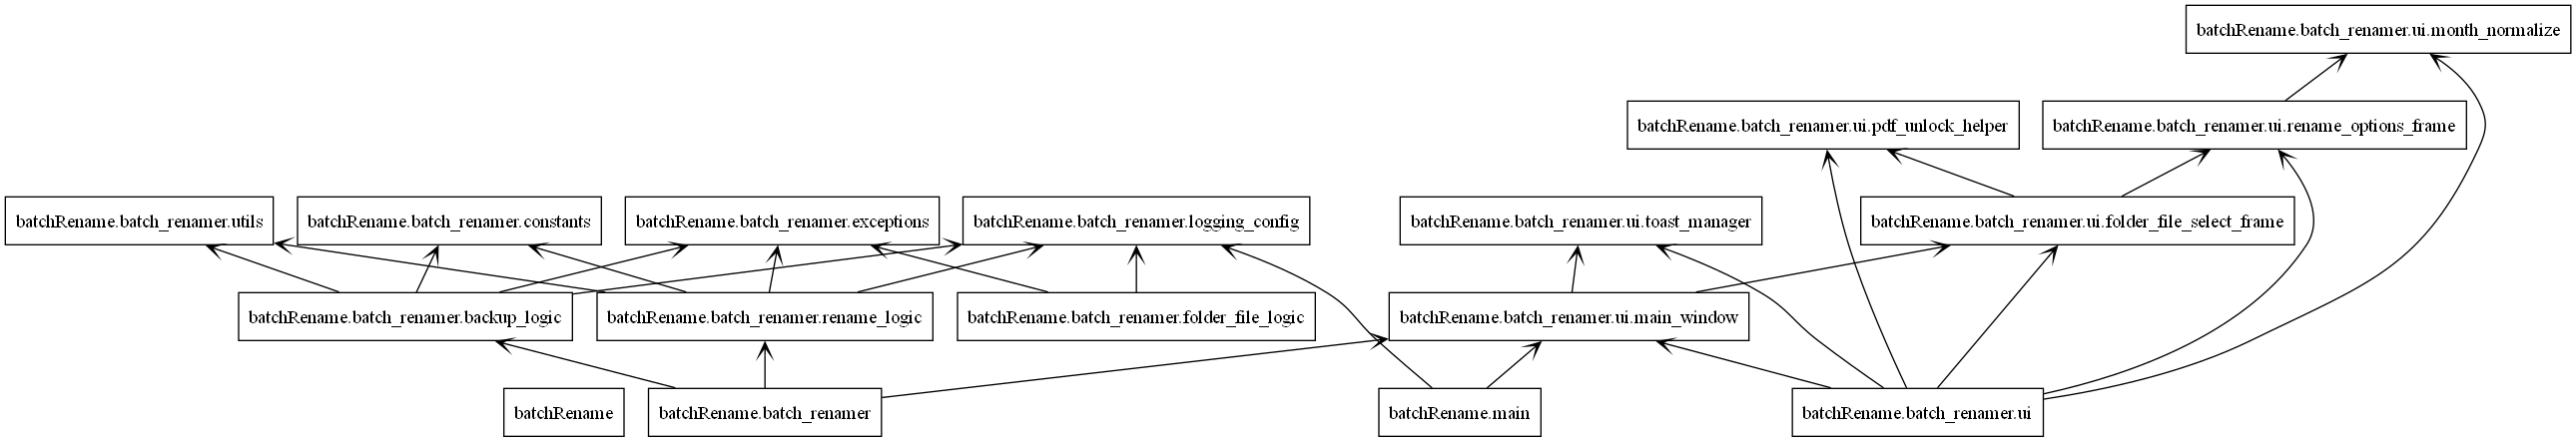 batchRename.batch_renamer.ui.month_normalize
batchRename.batch_renamer.ui.pdf_unlock_helper
batchRename.batch_renamer.ui.rename_options_frame
batchRename.batch_renamer.utils
batchRename.batch_renamer.constants
batchRename.batch_renamer.exceptions
batchRename.batch_renamer.logging_config
batchRename.batch_renamer.ui.toast_manager
batchRename.batch_renamer.ui.folder_file_select_frame
batchRename.batch_renamer.backup_logic
batchRename.batch_renamer.rename_logic
batchRename.batch_renamer.folder_file_logic
batchRename.batch_renamer.ui.main_window
batchRename
batchRename.batch_renamer
batchRename.main
batchRename.batch_renamer.ui